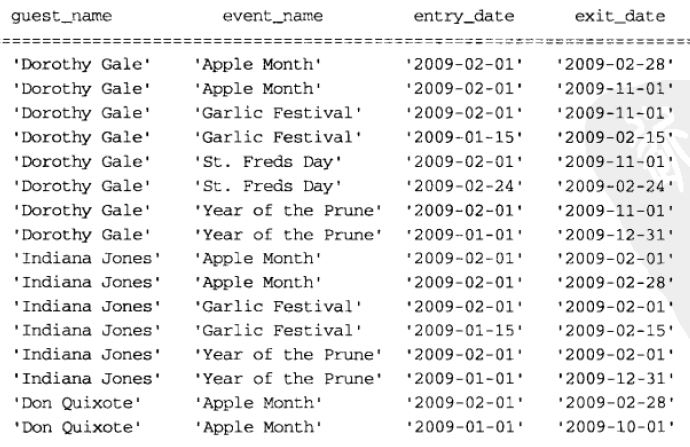 guest_name event_name entry_date exit_date
=================================================
'Dorothy Gale' 'Apple Month' '2009-02-01' '2009-02-28'
'Dorothy Gale' 'Apple Month' '2009-02-01' '2009-11-01'
'Dorothy Gale' 'Garlic Festival' '2009-02-01' '2009-11-01'
'Dorothy Gale' 'Garlic Festival' '2009-01-15' '2009-02-15'
'Dorothy Gale' 'St. Freds Day' '2009-02-01' '2009-11-01'
'Dorothy Gale' 'St. Freds Day' '2009-02-24' '2009-02-24'
'Dorothy Gale' 'Year of the Prune' '2009-02-01' '2009-11-01'
'Dorothy Gale' 'Year of the Prune' '2009-01-01' '2009-12-31'
'Indiana Jones' 'Apple Month' '2009-02-01' '2009-02-01'
'Indiana Jones' 'Apple Month' '2009-02-01' '2009-02-28'
'Indiana Jones' 'Garlic Festival' '2009-02-01' '2009-02-01'
'Indiana Jones' 'Garlic Festival' '2009-01-15' '2009-02-15'
'Indiana Jones' 'Year of the Prune' '2009-02-01' '2009-02-01'
'Indiana Jones' 'Year of the Prune' '2009-01-01' '2009-12-31'
'Don Quixote' 'Apple Month' '2009-02-01' '2009-02-28'
'Don Quixote' 'Apple Month' '2009-01-01' '2009-10-01'